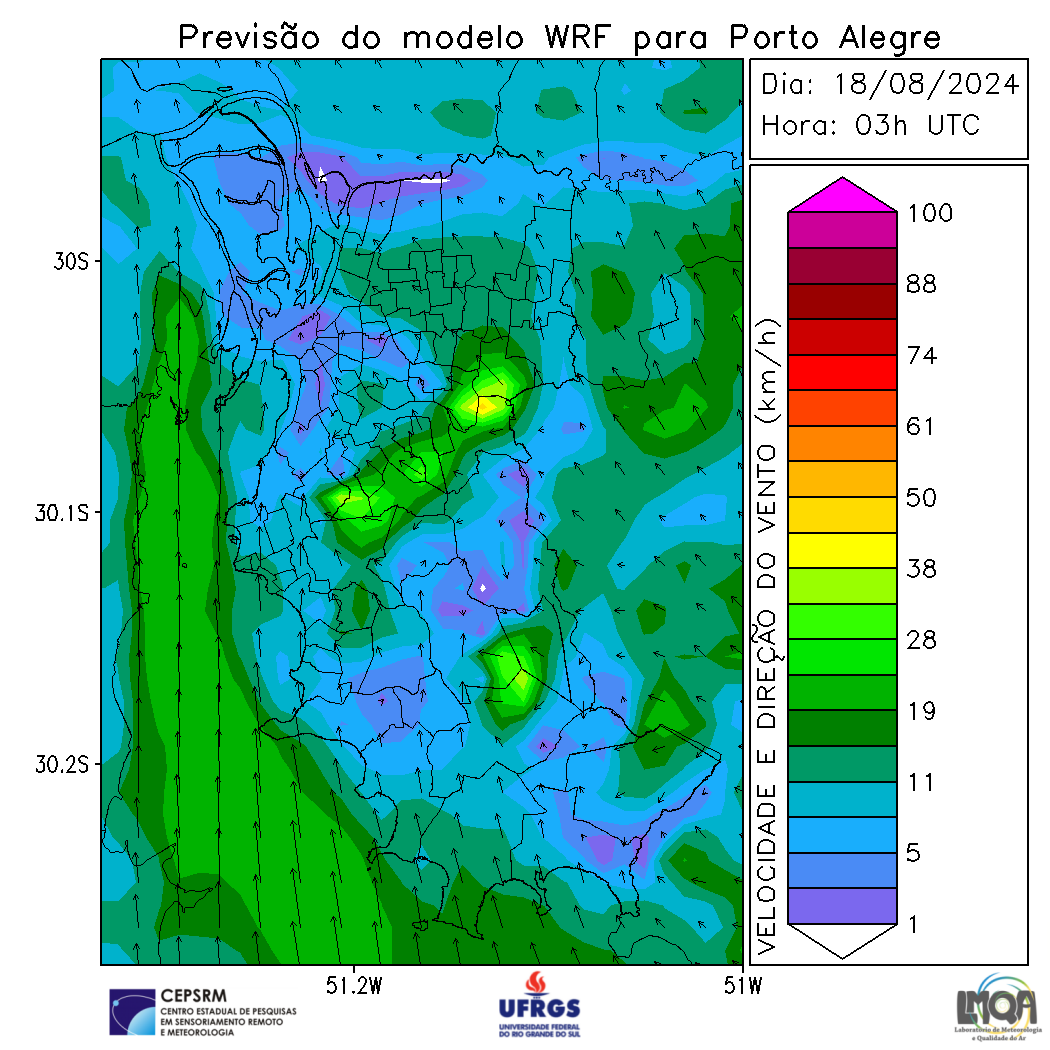 Previsão do modelo WRF para Porto Alegre
Dia: 18/08/2024
Hora: 03h UTC
30S
30.1S
30.2S
51.2W
51W
VELOCIDADE E DIREÇÃO DO VENTO (km/h)
100
88
74
61
50
38
28
19
11
5
1
CEPSRM
CENTRO ESTADUAL DE PESQUISAS
EM SENSORIAMENTO REMOTO
E METEOROLOGIA
UFRGS
UNIVERSIDADE FEDERAL
DO RIO GRANDE DO SUL
LMQA
Laboratório de Meteorologia
e Qualidade do Ar